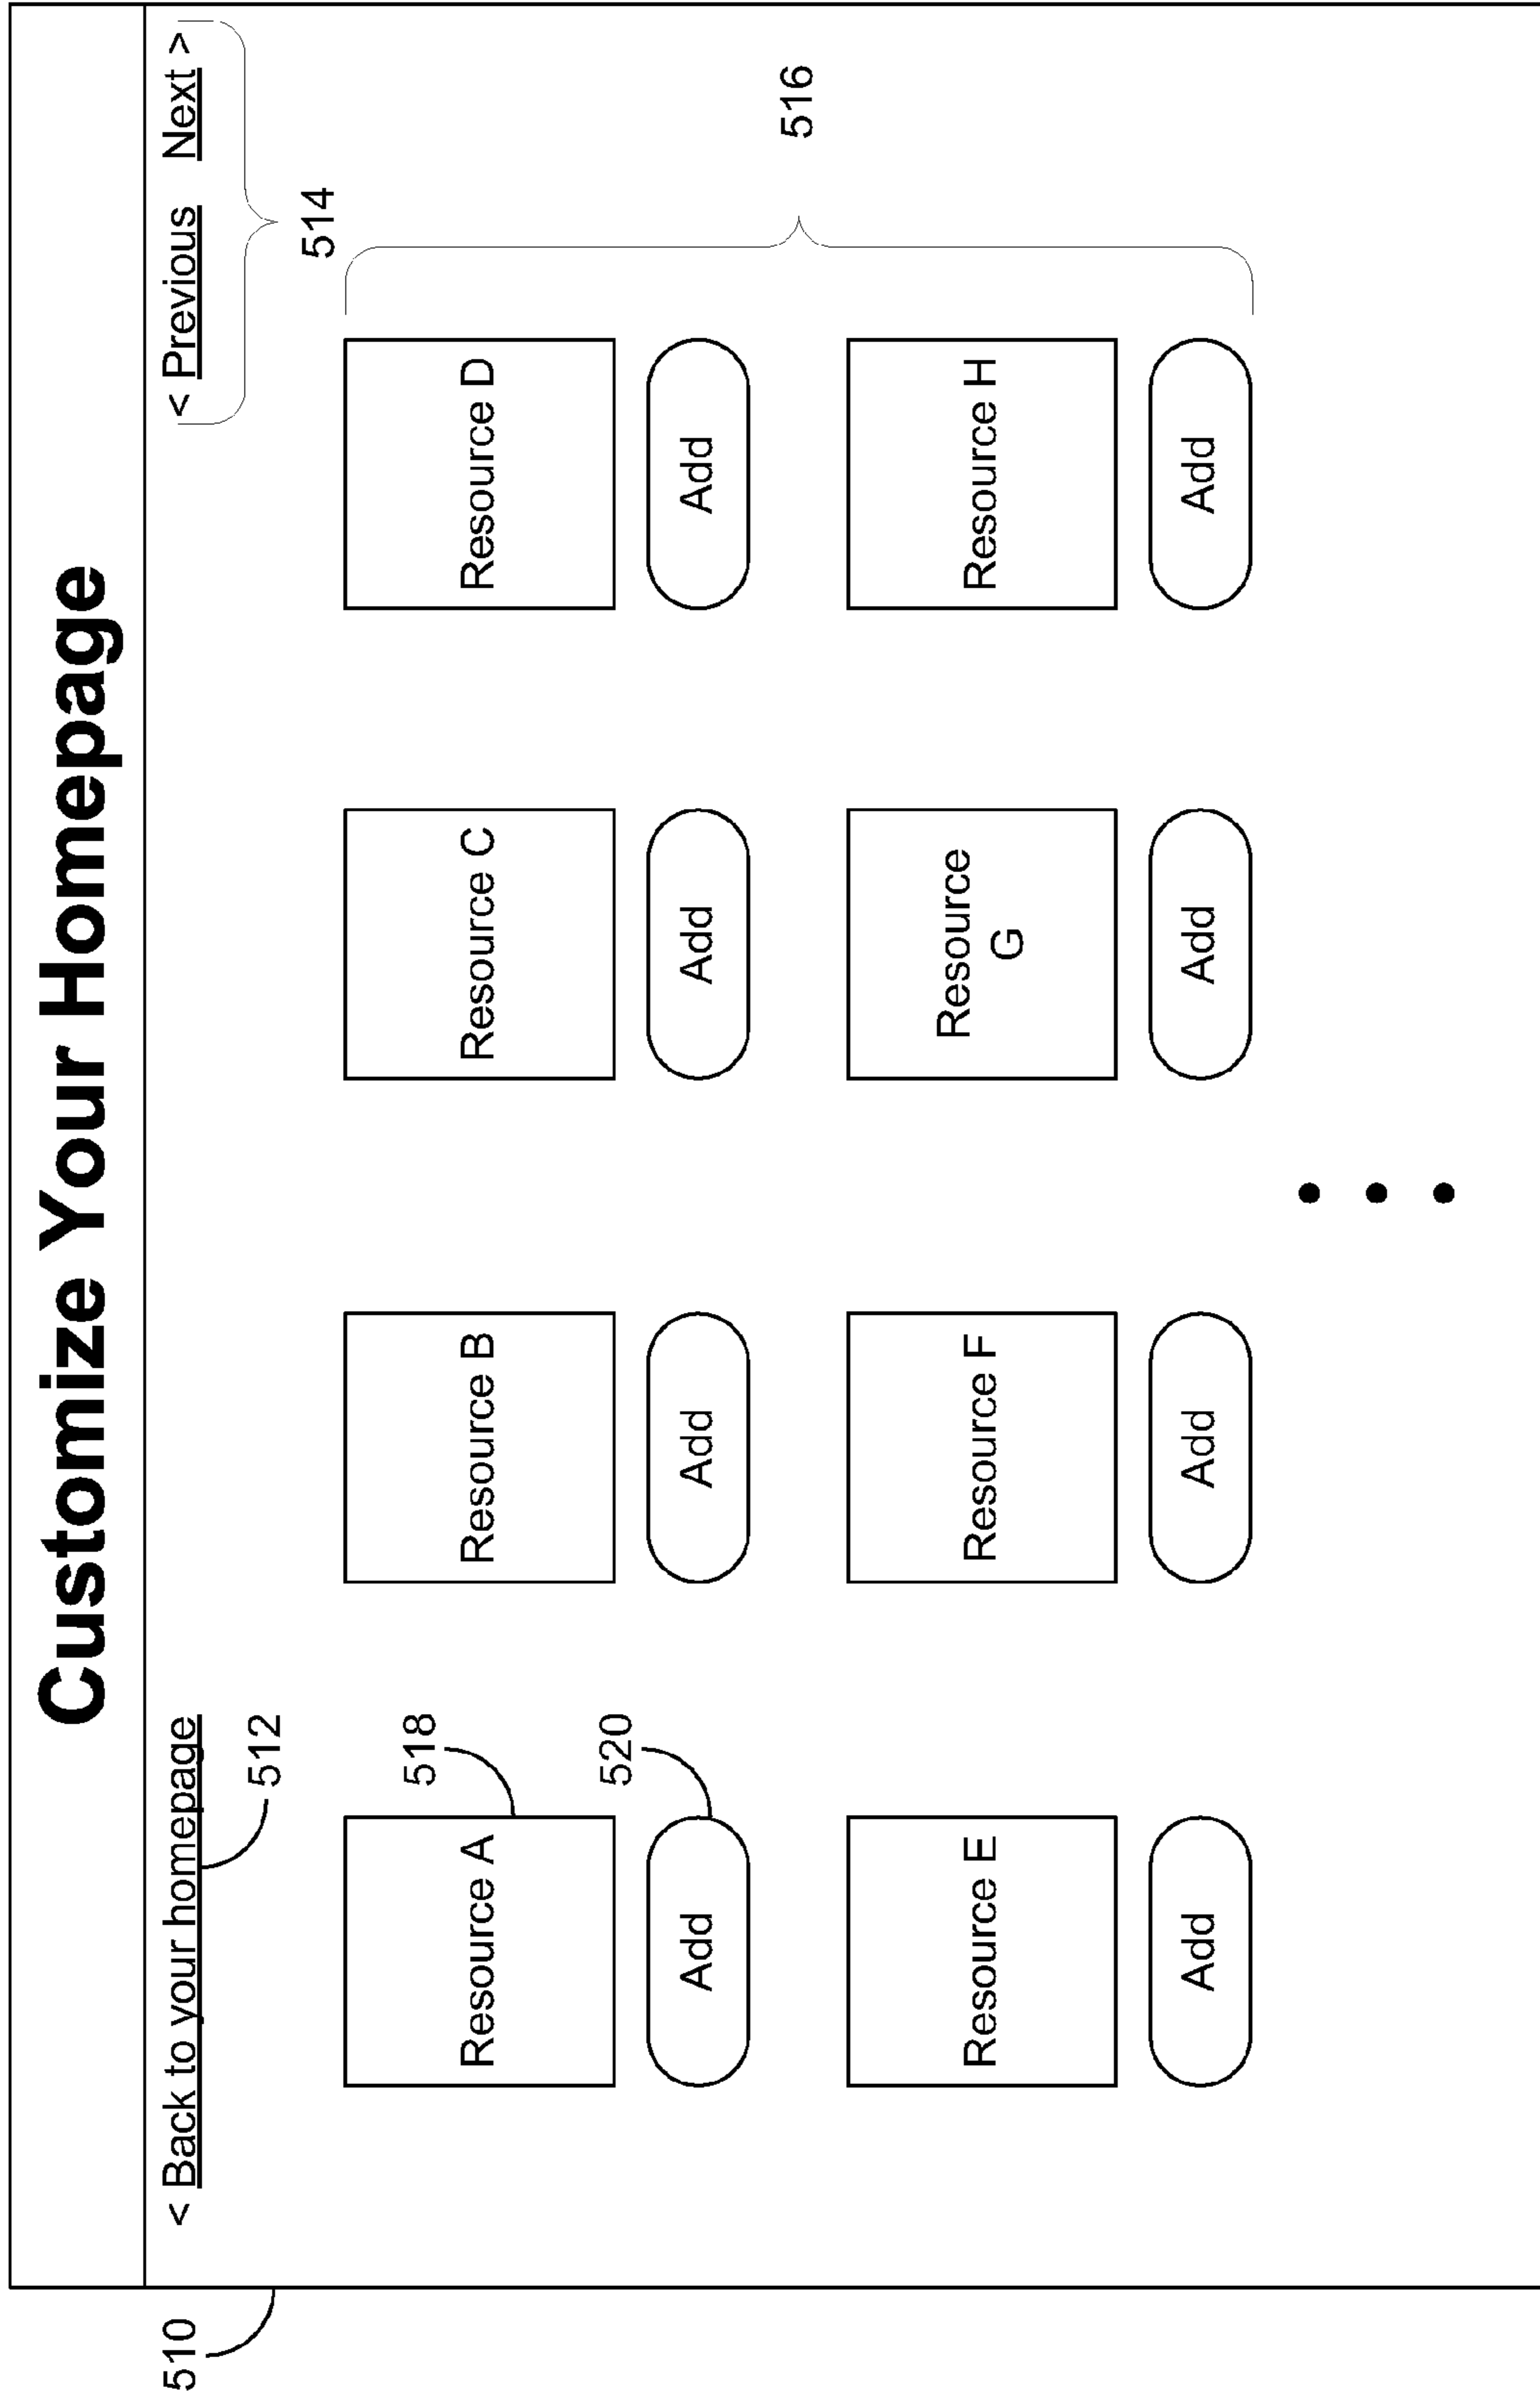 Customize Your Homepage
510
< Back to your homepage
< Previous Next >
512
514
518
Resource A
Resource B
Resource C
Resource D
516
520
Add
Add
Add
Add
Resource E
Resource F
Resource
G
Resource H
Add
Add
Add
Add